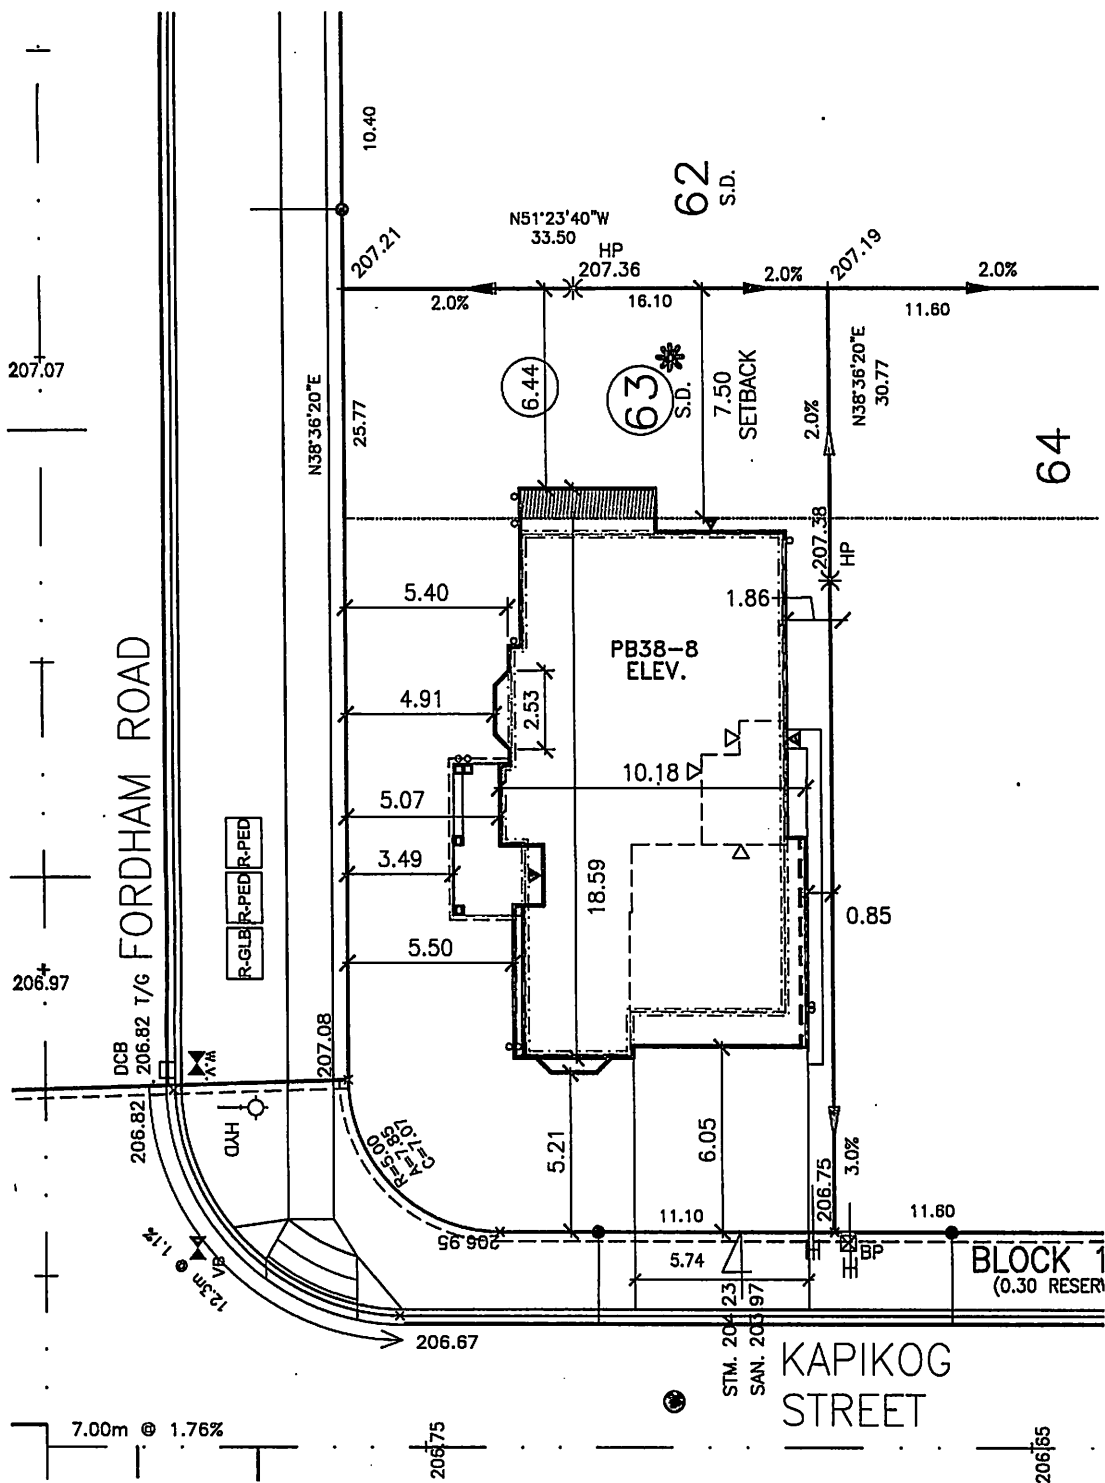 10.40
62
S.D.
N51°23'40"W
33.50
HP
207.36
207.21
207.19
2.0%
2.0%
2.0%
16.10
11.60
207.07
N38°36'20"E
25.77
6.44
63
S.D.
7.50
SETBACK
2.0%
N38°36'20"E
30.77
64
207.38
HP
5.40
1.86
PB38-8
ELEV.
4.91
2.53
10.18
5.07
3.49
18.59
0.85
5.50
FORDHAM ROAD
R-PED
R-PED
R-GLB
206.97
DCB
206.82 T/G
W.V.
207.08
206.82
HYD
R=5.00
A=7.85
C=7.07
5.21
6.05
206.75
3.0%
206.95
11.10
11.60
5.74
BP
BLOCK 1
(0.30 RESERV
12.3m @ 1.1%
VB
206.67
STM. 204.23
SAN. 203.97
KAPIKOG
STREET
7.00m @ 1.76%
206.75
206.65